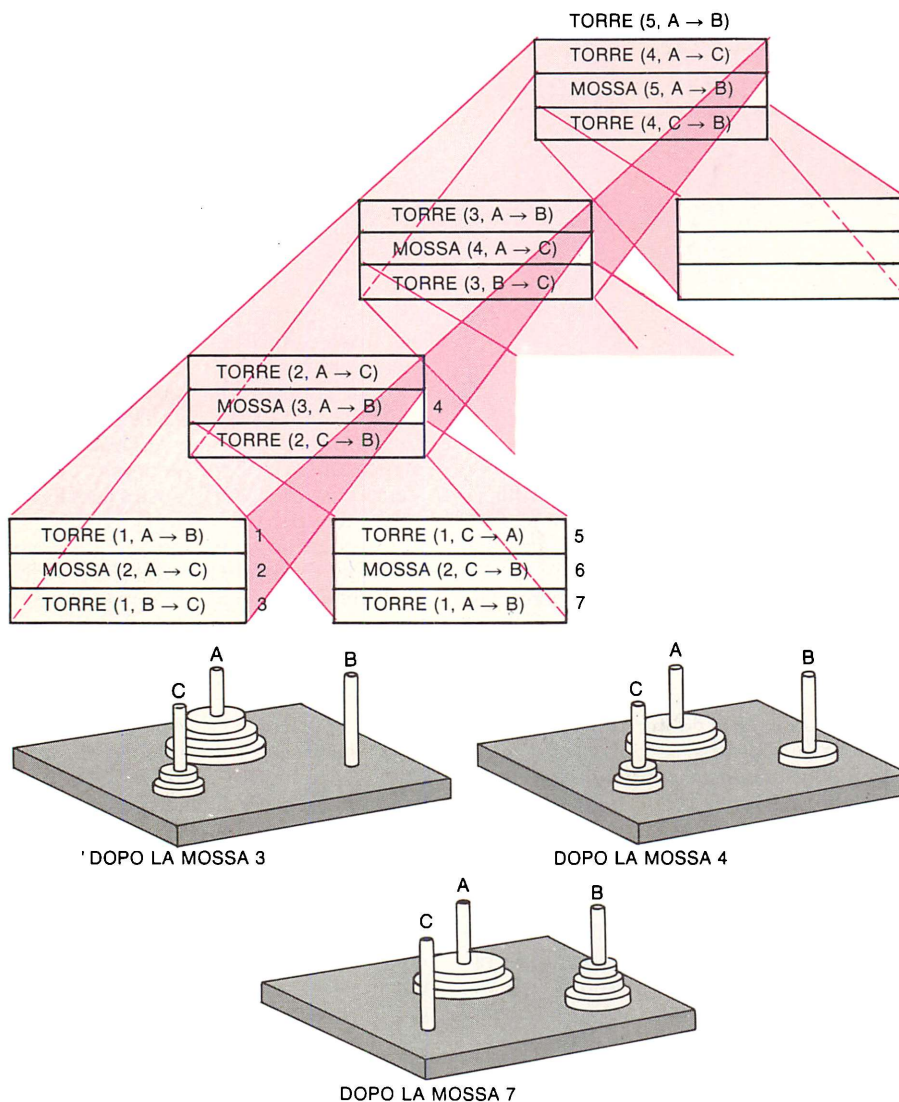 TORRE (5, A → B)
TORRE (4, A → C)
MOSSA (5, A → B)
TORRE (4, C → B)
TORRE (3, A → B)
MOSSA (4, A → C)
TORRE (3, B → C)
TORRE (2, A → C)
MOSSA (3, A → B) 4
TORRE (2, C → B)
TORRE (1, A → B) 1
MOSSA (2, A → C) 2
TORRE (1, B → C) 3
TORRE (1, C → A) 5
MOSSA (2, C → B) 6
TORRE (1, A → B) 7
A
B
C
' DOPO LA MOSSA 3
A
B
C
DOPO LA MOSSA 4
A
B
C
DOPO LA MOSSA 7